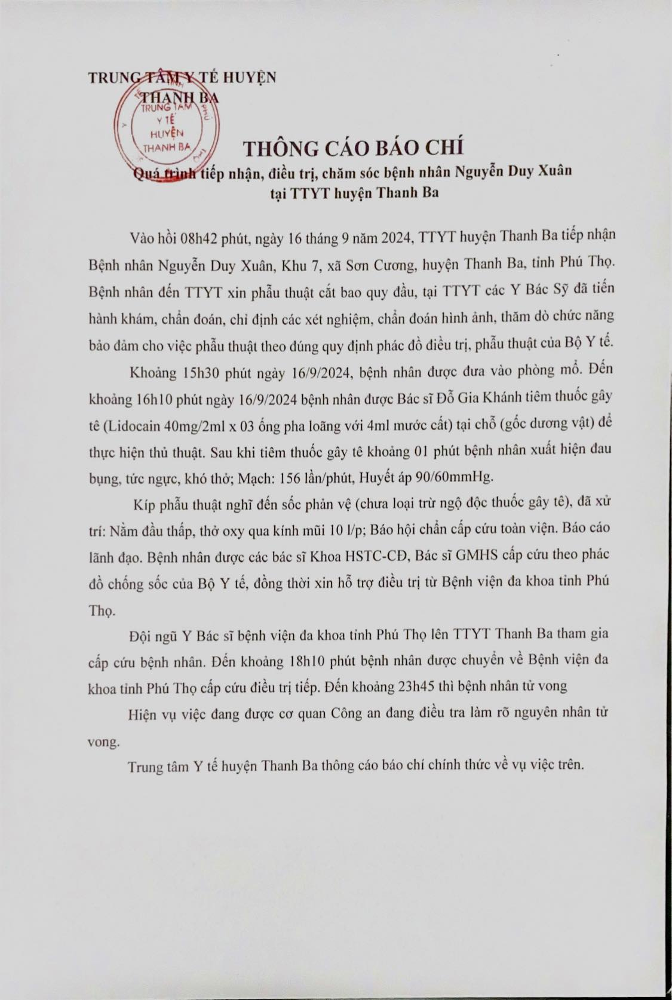 TRUNG TÂM Y TẾ HUYỆN
THANH BA
TỈNH
TẾ
PHÚ
Y
THỌ
TRUNG TÂM
Y TẾ
HUYỆN
THANH BA
THÔNG CÁO BÁO CHÍ
Quá trình tiếp nhận, điều trị, chăm sóc bệnh nhân Nguyễn Duy Xuân
tại TTYT huyện Thanh Ba
Vào hồi 08h42 phút, ngày 16 tháng 9 năm 2024, TTYT huyện Thanh Ba tiếp nhận
Bệnh nhân Nguyễn Duy Xuân, Khu 7, xã Sơn Cương, huyện Thanh Ba, tỉnh Phú Thọ.
Bệnh nhân đến TTYT xin phẫu thuật cắt bao quy đầu, tại TTYT các Y Bác Sỹ đã tiến
hành khám, chẩn đoán, chỉ định các xét nghiệm, chẩn đoán hình ảnh, thăm dò chức năng
bảo đảm cho việc phẫu thuật theo đúng quy định phác đồ điều trị, phẫu thuật của Bộ Y tế.
Khoảng 15h30 phút ngày 16/9/2024, bệnh nhân được đưa vào phòng mổ. Đến
khoảng 16h10 phút ngày 16/9/2024 bệnh nhân được Bác sĩ Đỗ Gia Khánh tiêm thuốc gây
tê (Lidocain 40mg/2ml x 03 ống pha loãng với 4ml mước cất) tại chỗ (gốc dương vật) để
thực hiện thủ thuật. Sau khi tiêm thuốc gây tê khoảng 01 phút bệnh nhân xuất hiện đau
bụng, tức ngực, khó thở; Mạch: 156 lần/phút, Huyết áp 90/60mmHg.
Kíp phẫu thuật nghĩ đến sốc phản vệ (chưa loại trừ ngộ độc thuốc gây tê), đã xử
trí: Nằm đầu thấp, thở oxy qua kính mũi 10 l/p; Báo hội chẩn cấp cứu toàn viện. Báo cáo
lãnh đạo. Bệnh nhân được các bác sĩ Khoa HSTC-CĐ, Bác sĩ GMHS cấp cứu theo phác
đồ chống sốc của Bộ Y tế, đồng thời xin hỗ trợ điều trị từ Bệnh viện đa khoa tỉnh Phú
Thọ.
Đội ngũ Y Bác sĩ bệnh viện đa khoa tỉnh Phú Thọ lên TTYT Thanh Ba tham gia
cấp cứu bệnh nhân. Đến khoảng 18h10 phút bệnh nhân được chuyển về Bệnh viện đa
khoa tỉnh Phú Thọ cấp cứu điều trị tiếp. Đến khoảng 23h45 thì bệnh nhân tử vong
Hiện vụ việc đang được cơ quan Công an đang điều tra làm rõ nguyên nhân tử
vong.
Trung tâm Y tế huyện Thanh Ba thông cáo báo chí chính thức về vụ việc trên.